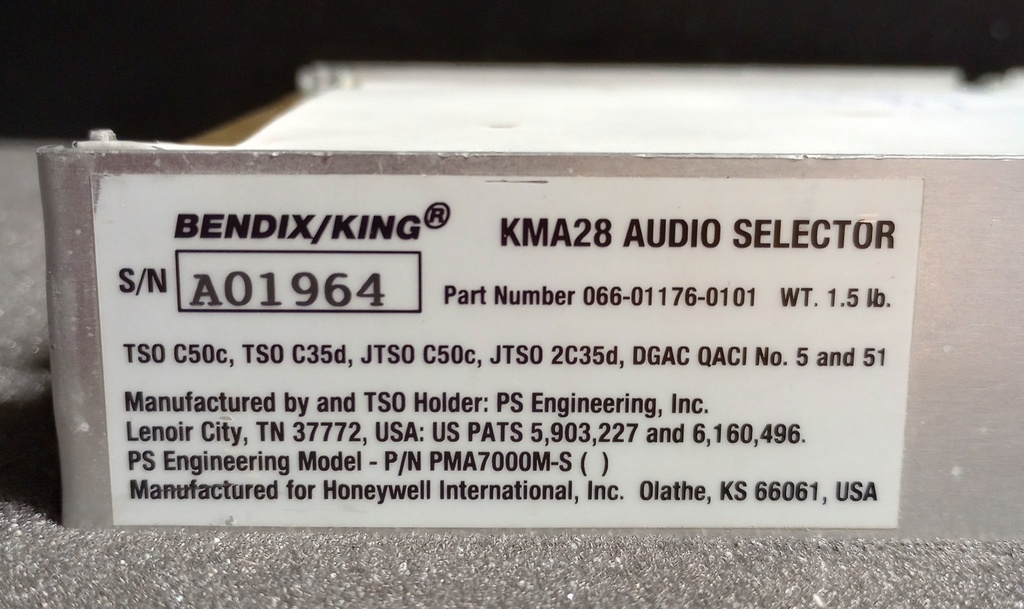 BENDIX/KING® KMA28 AUDIO SELECTOR
S/N A01964 Part Number 066-01176-0101 WT. 1.5 lb.
TSO C50c, TSO C35d, JTSO C50c, JTSO 2C35d, DGAC QACI No. 5 and 51
Manufactured by and TSO Holder: PS Engineering, Inc.
Lenoir City, TN 37772, USA: US PATS 5,903,227 and 6,160,496.
PS Engineering Model - P/N PMA7000M-S ( )
Manufactured for Honeywell International, Inc. Olathe, KS 66061, USA